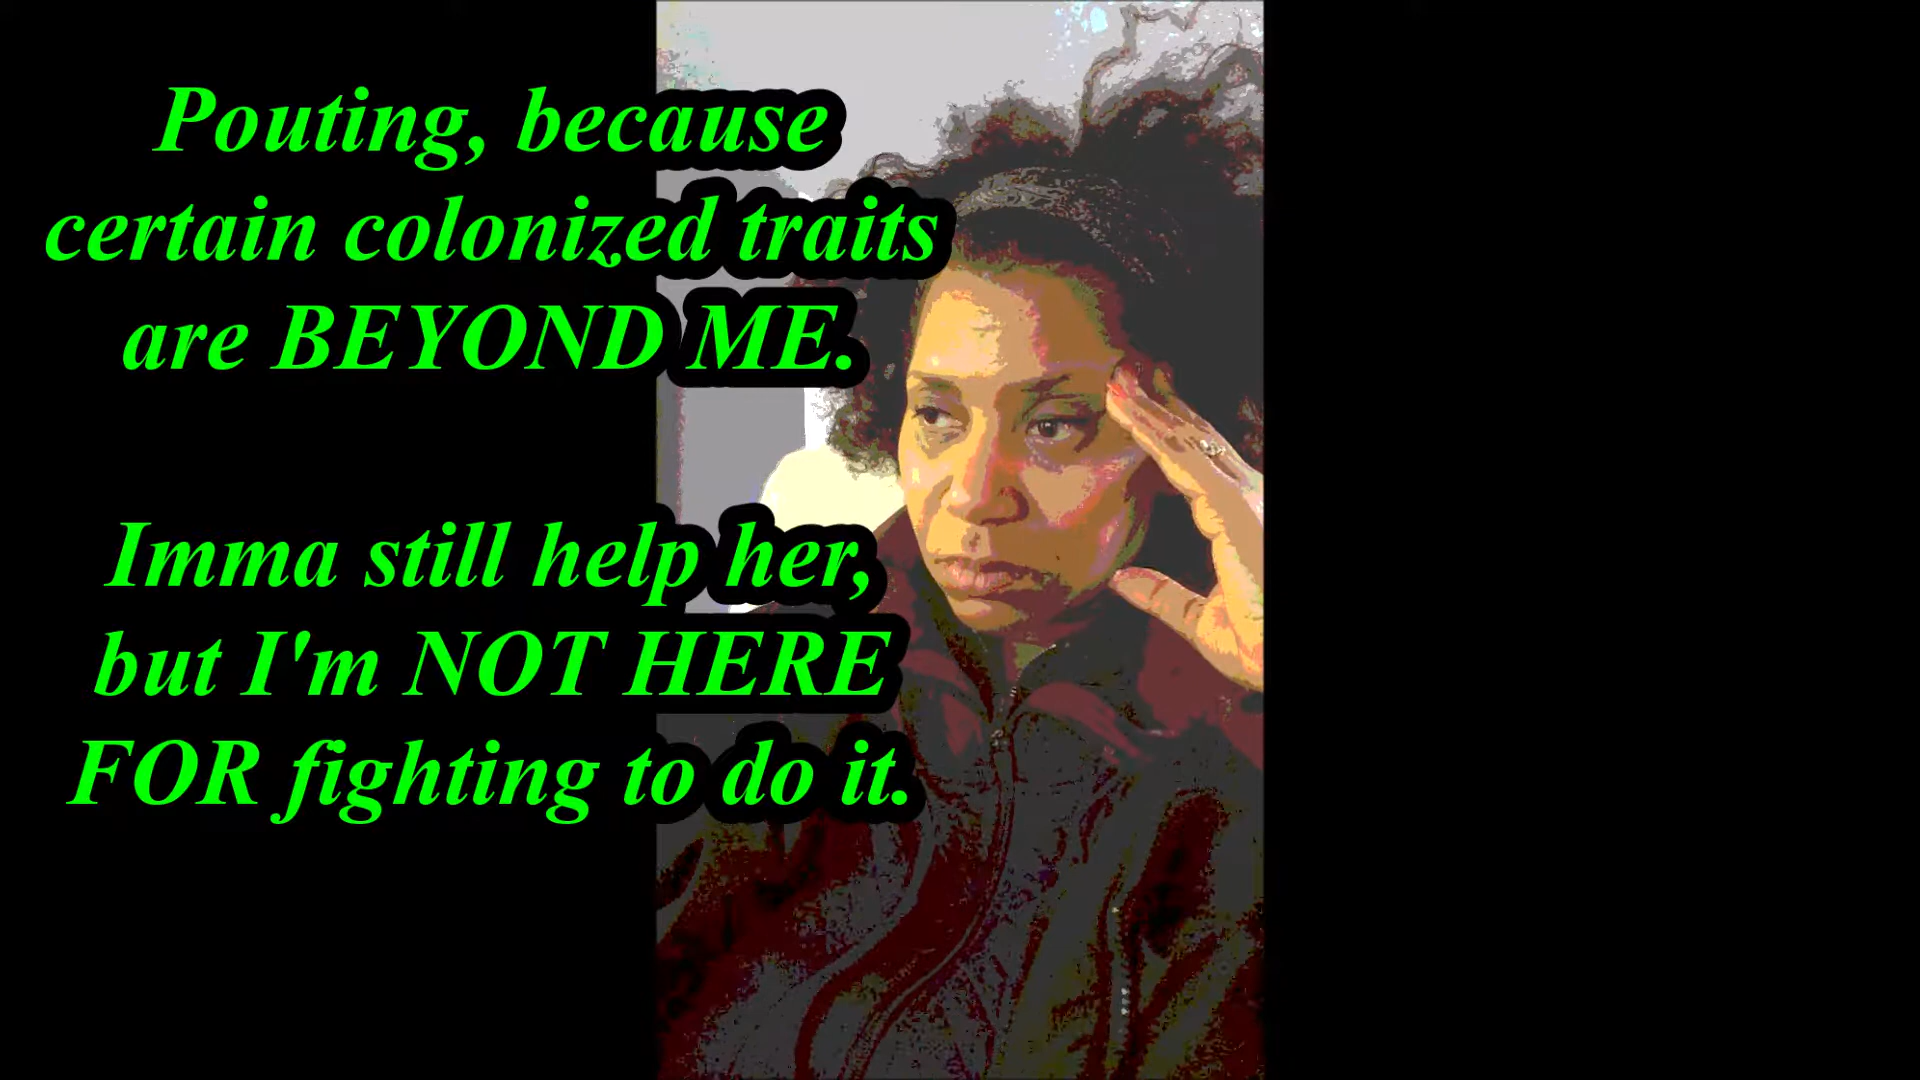 Pouting, because
certain colonized traits
are BEYOND ME.
Imma still help her,
but I'm NOT HERE
FOR fighting to do it.